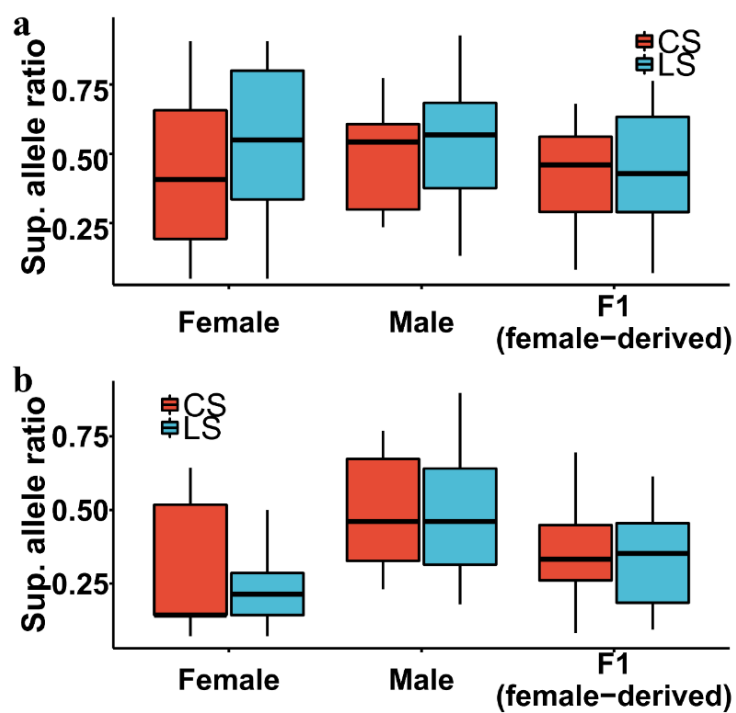 a
Sup. allele ratio
0.75
0.50
0.25
CS
LS
Female
Male
F1
(female−derived)
b
Sup. allele ratio
0.75
0.50
0.25
CS
LS
Female
Male
F1
(female−derived)